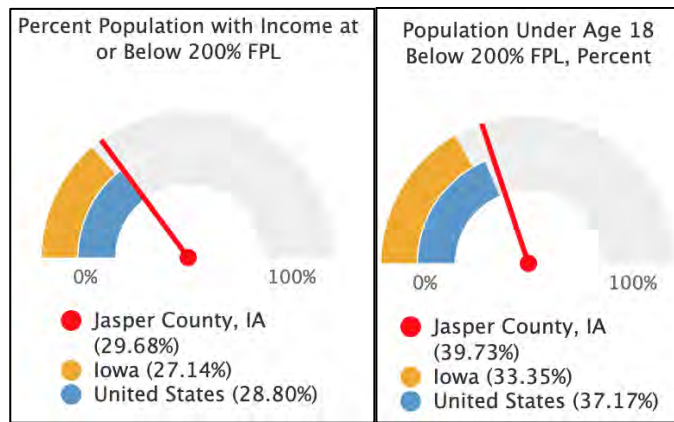 Percent Population with Income at
or Below 200% FPL
0%
100%
Jasper County, IA
(29.68%)
Iowa (27.14%)
United States (28.80%)
Population Under Age 18
Below 200% FPL, Percent
0%
100%
Jasper County, IA
(39.73%)
Iowa (33.35%)
United States (37.17%)